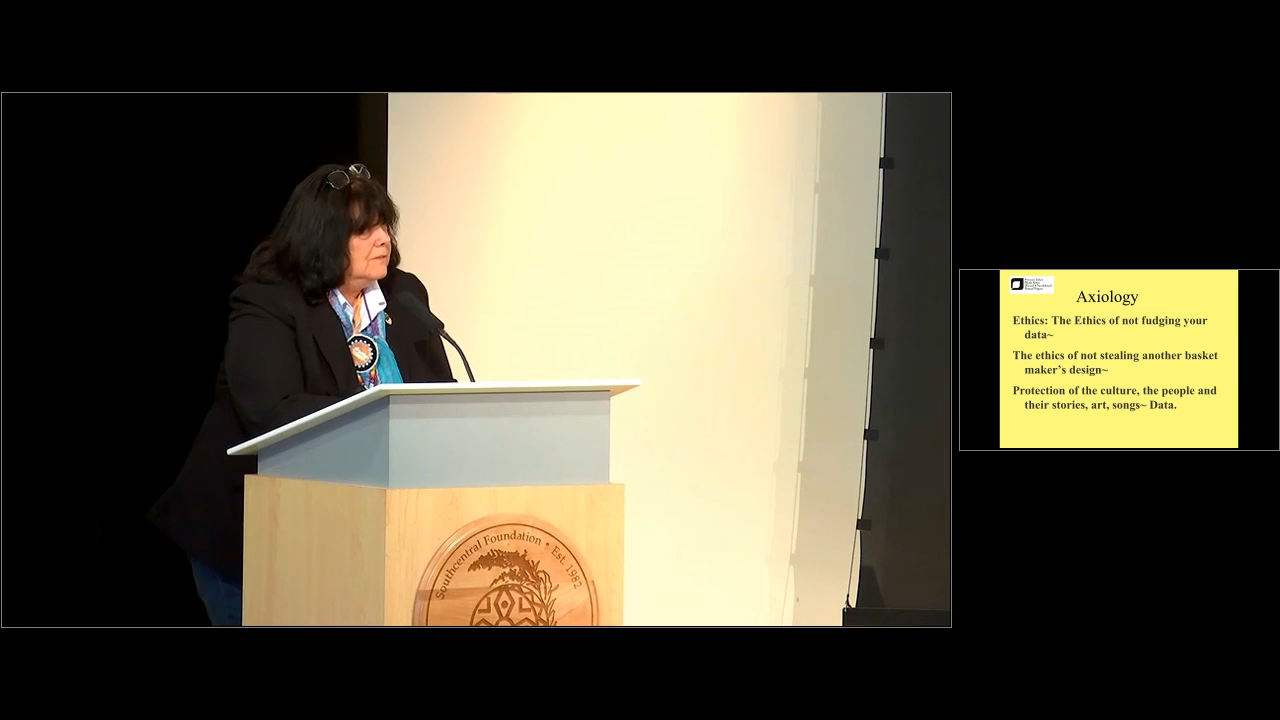 Southcentral Foundation • Est. 1982
Axiology
Ethics: The Ethics of not fudging your
data~
The ethics of not stealing another basket
maker's design~
Protection of the culture, the people and
their stories, art, songs~ Data.